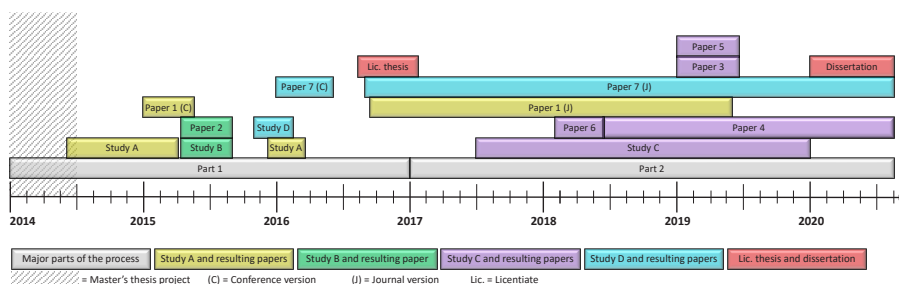 Paper 5
Lic. thesis Paper 3 Dissertation
Paper 7 (C) Paper 7 (J)
Paper 1 (C) Paper 1 (J)
Paper 2 Study D Paper 6 Paper 4
Study A Study B Study A Study C
Part 1 Part 2
2014 2015 2016 2017 2018 2019 2020
Major parts of the process Study A and resulting papers Study B and resulting paper Study C and resulting papers Study D and resulting papers Lic. thesis and dissertation
= Master's thesis project (C) = Conference version (J) = Journal version Lic. = Licentiate